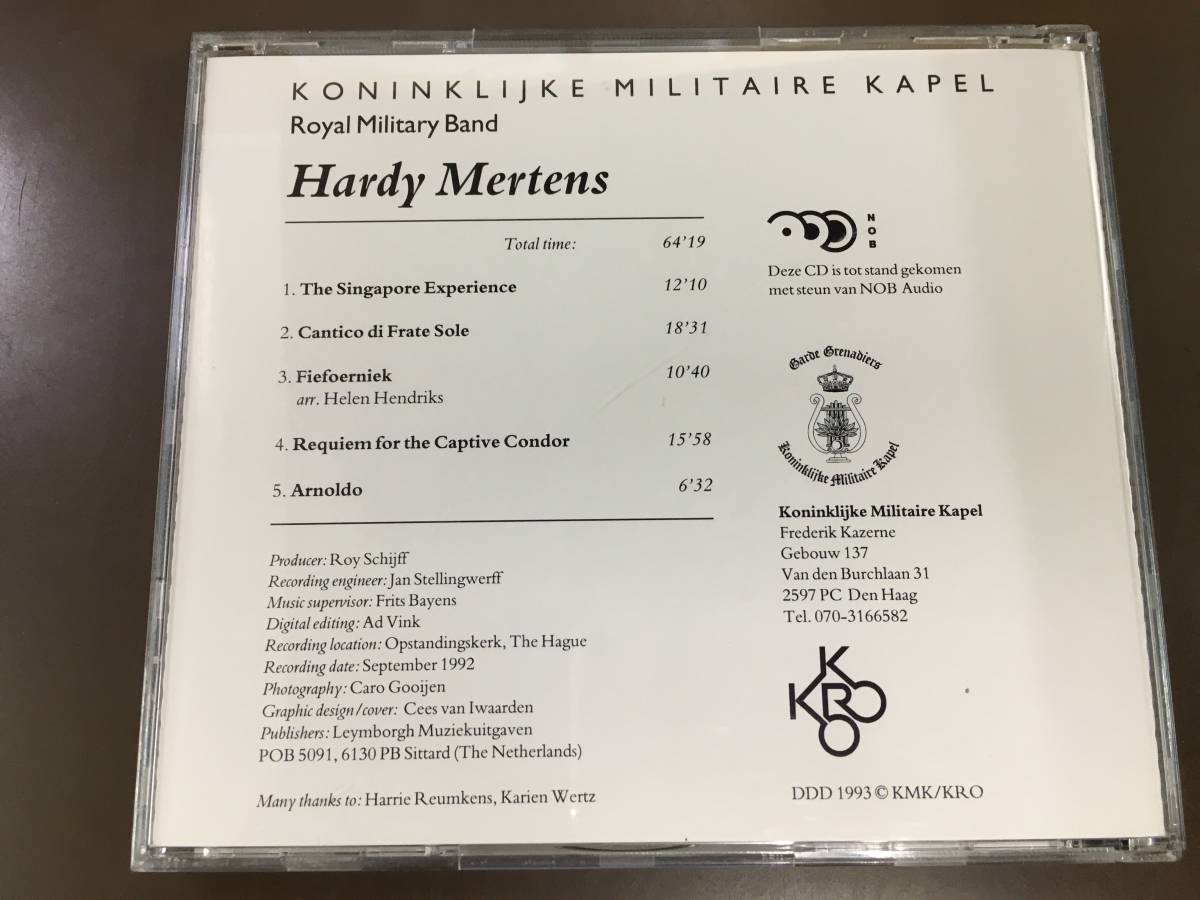 KONINKLIJKE MILITAIRE KAPEL
Royal Military Band
Hardy Mertens
Total time: 64'19
1. The Singapore Experience 12'10
2. Cantico di Frate Sole 18'31
3. Fiefoerniek 10'40
arr. Helen Hendriks
4. Requiem for the Captive Condor 15'58
5. Arnoldo 6'32
Producer: Roy Schijff
Recording engineer: Jan Stellingwerff
Music supervisor: Frits Bayens
Digital editing: Ad Vink
Recording location: Opstandingskerk, The Hague
Recording date: September 1992
Photography: Caro Gooijen
Graphic design/cover: Cees van Iwaarden
Publishers: Leymborgh Muziekuitgaven
POB 5091, 6130 PB Sittard (The Netherlands)
Many thanks to: Harrie Reumkens, Karien Wertz
NOB
Deze CD is tot stand gekomen
met steun van NOB Audio
Garde Grenadiers
Koninklijke Militaire Kapel
Koninklijke Militaire Kapel
Frederik Kazerne
Gebouw 137
Van den Burchlaan 31
2597 PC Den Haag
Tel. 070-3166582
K
KRO
O
DDD 1993 © KMK/KRO